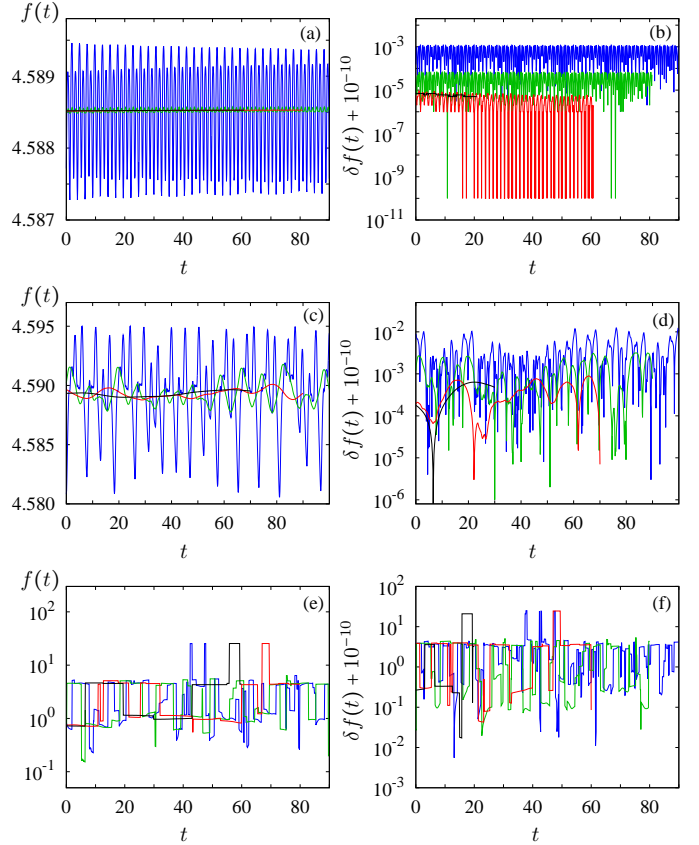 f(t)
(a)
4.589
4.588
4.587
0 20 40 60 80
t
δf(t) + 10^-10
(b)
10^-3
10^-5
10^-7
10^-9
10^-11
0 20 40 60 80
t
f(t)
(c)
4.595
4.590
4.585
4.580
0 20 40 60 80
t
δf(t) + 10^-10
(d)
10^-2
10^-3
10^-4
10^-5
10^-6
0 20 40 60 80
t
f(t)
(e)
10^2
10^1
10^0
10^-1
0 20 40 60 80
t
δf(t) + 10^-10
(f)
10^2
10^1
10^0
10^-1
10^-2
10^-3
0 20 40 60 80
t